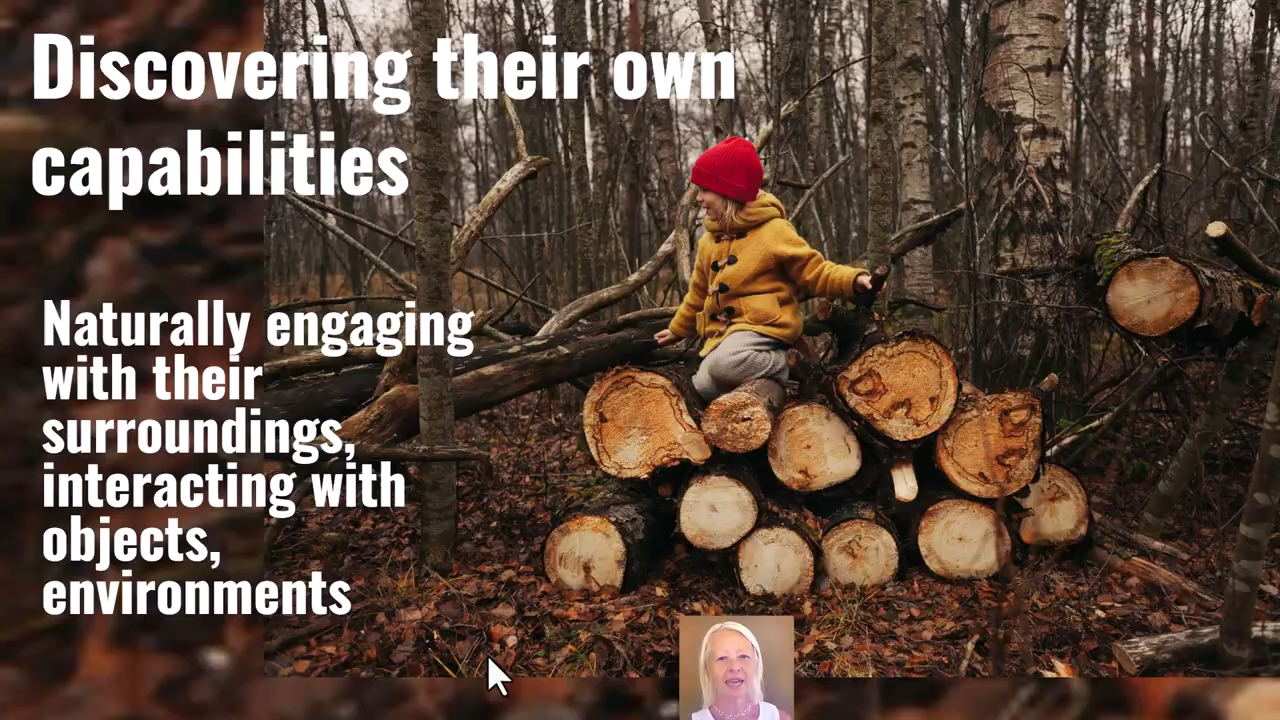 Discovering their own
capabilities
Naturally engaging
with their
surroundings,
interacting with
objects,
environments